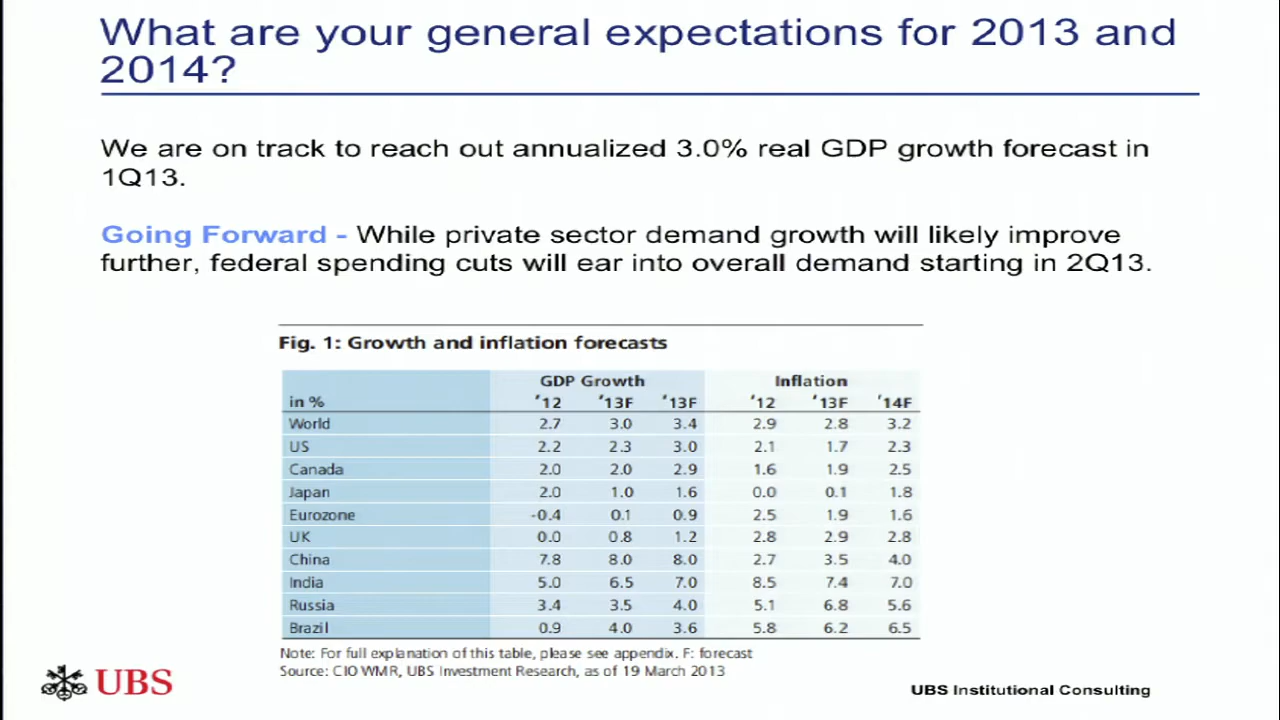 What are your general expectations for 2013 and
2014?
We are on track to reach out annualized 3.0% real GDP growth forecast in
1Q13.
Going Forward - While private sector demand growth will likely improve
further, federal spending cuts will ear into overall demand starting in 2Q13.
Fig. 1: Growth and inflation forecasts
GDP Growth Inflation
in % '12 '13F '13F '12 '13F '14F
World 2.7 3.0 3.4 2.9 2.8 3.2
US 2.2 2.3 3.0 2.1 1.7 2.3
Canada 2.0 2.0 2.9 1.6 1.9 2.5
Japan 2.0 1.0 1.6 0.0 0.1 1.8
Eurozone -0.4 0.1 0.9 2.5 1.9 1.6
UK 0.0 0.8 1.2 2.8 2.9 2.8
China 7.8 8.0 8.0 2.7 3.5 4.0
India 5.0 6.5 7.0 8.5 7.4 7.0
Russia 3.4 3.5 4.0 5.1 6.8 5.6
Brazil 0.9 4.0 3.6 5.8 6.2 6.5
Note: For full explanation of this table, please see appendix. F: forecast
Source: CIO WMR, UBS Investment Research, as of 19 March 2013
UBS
UBS Institutional Consulting